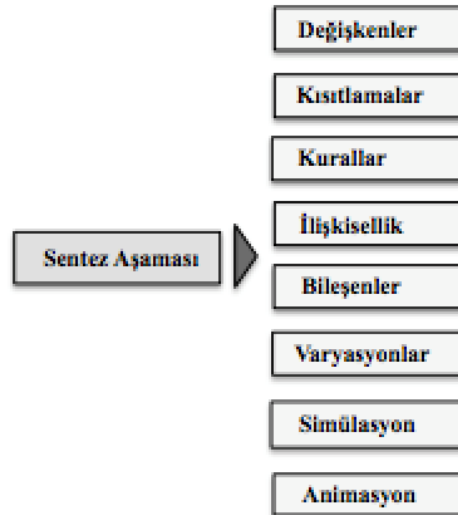 Değişkenler
Kısıtlamalar
Kurallar
İlişkisellik
Sentez Aşaması
Bileşenler
Varyasyonlar
Simülasyon
Animasyon